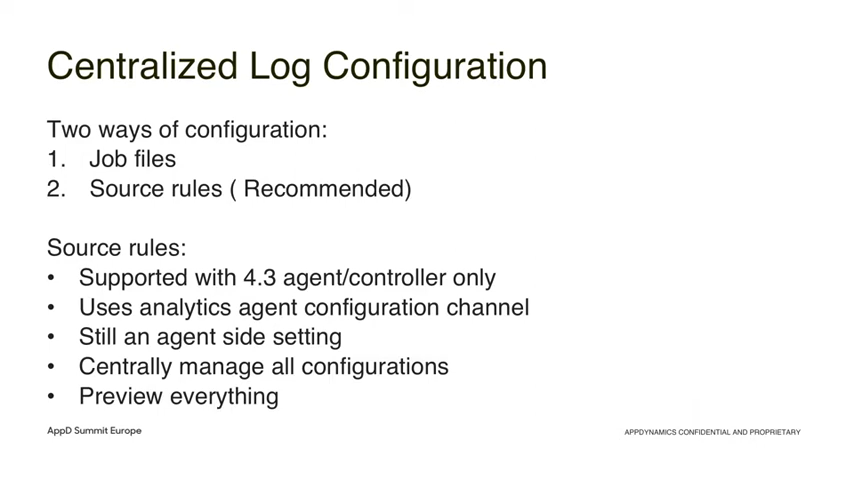 Centralized Log Configuration
Two ways of configuration:
1. Job files
2. Source rules ( Recommended)
Source rules:
• Supported with 4.3 agent/controller only
• Uses analytics agent configuration channel
• Still an agent side setting
• Centrally manage all configurations
• Preview everything
AppD Summit Europe
APPDYNAMICS CONFIDENTIAL AND PROPRIETARY